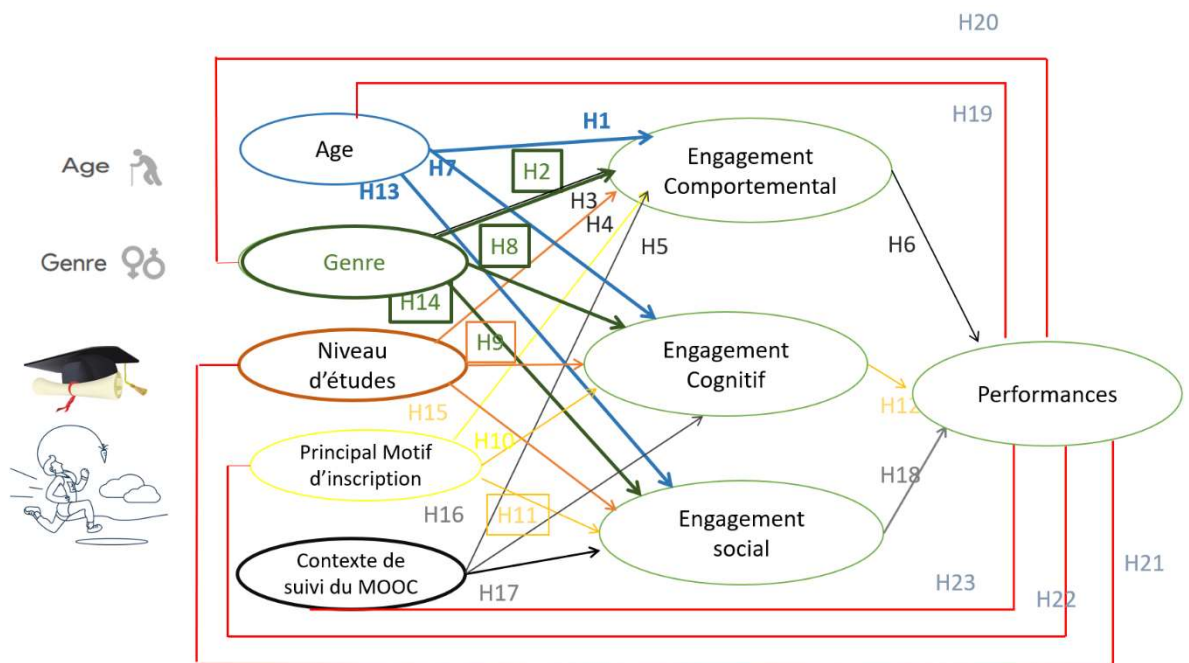 H20
H19
H1
Age
Age
H7
H2
H13
Engagement
Comportemental
H3
H4
H5
H6
H8
Genre
Genre
H14
H9
Niveau
d'études
Engagement
Cognitif
H12
Performances
H15
H10
Principal Motif
d'inscription
H18
H16
H11
Engagement
social
Contexte de
suivi du MOOC
H17
H21
H23
H22